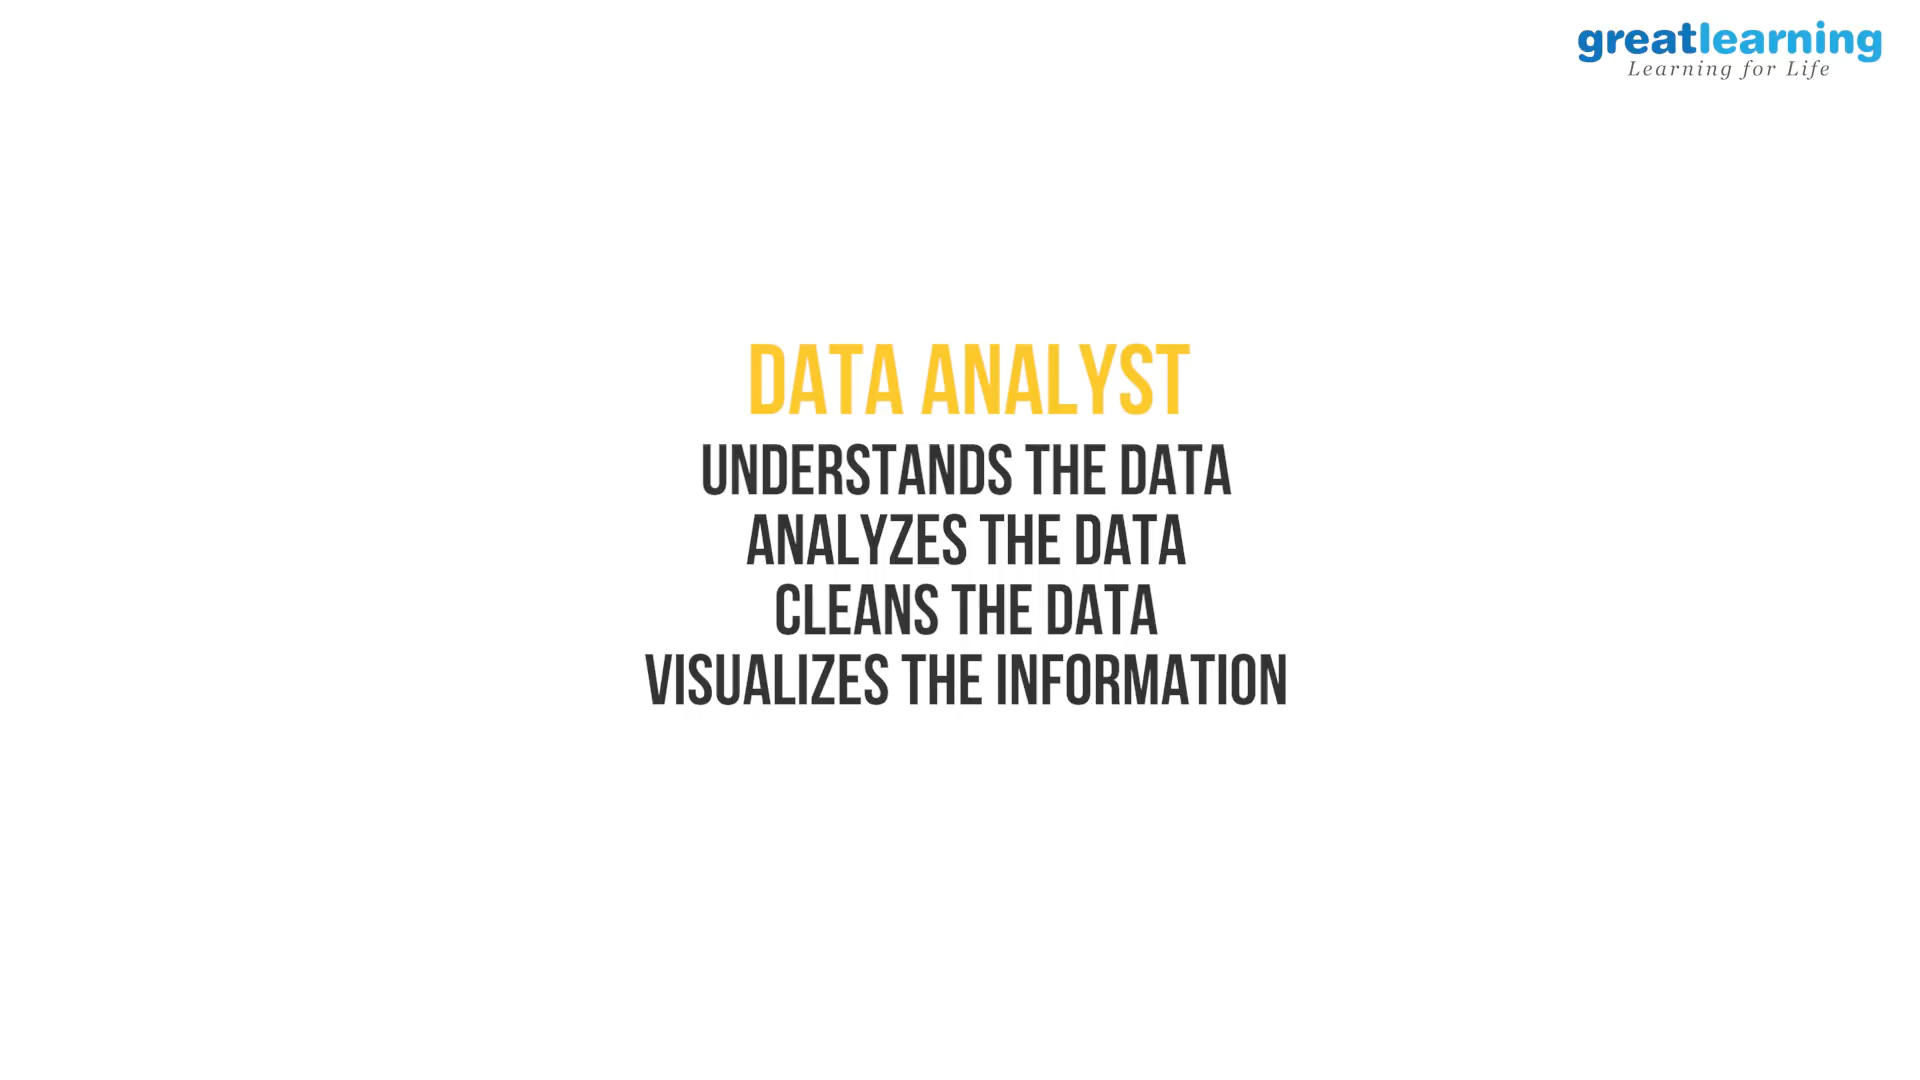 greatlearning
Learning for Life
DATA ANALYST
UNDERSTANDS THE DATA
ANALYZES THE DATA
CLEANS THE DATA
VISUALIZES THE INFORMATION